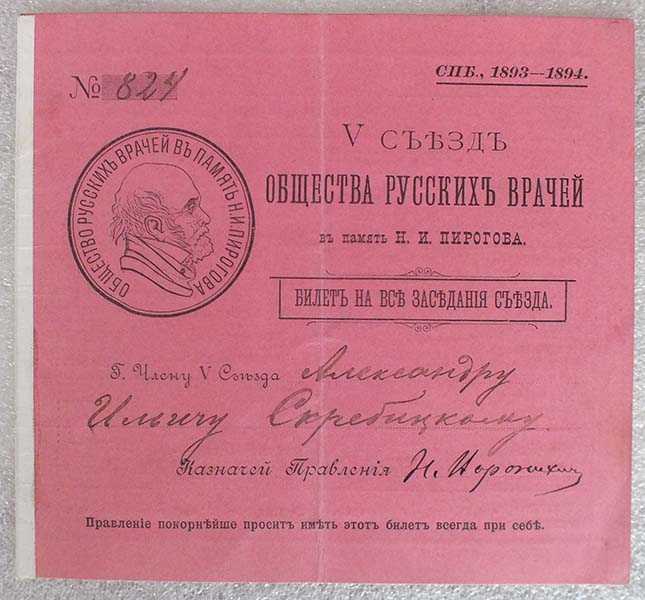 № 824
СПБ., 1893—1894.
ОБЩЕСТВО РУССКИХЪ ВРАЧЕЙ ВЪ ПАМЯТЬ Н.И.ПИРОГОВА
V СЪѢЗДЪ
ОБЩЕСТВА РУССКИХЪ ВРАЧЕЙ
въ память Н. И. ПИРОГОВА.
БИЛЕТЪ НА ВСѢ ЗАСѢДАНІЯ СЪѢЗДА.
Г. Члену V Съѣзда Александру
Ильичу Скребицкому.
Казначей Правленія Н.
Правленіе покорнѣйше проситъ имѣть этотъ билетъ всегда при себѣ.